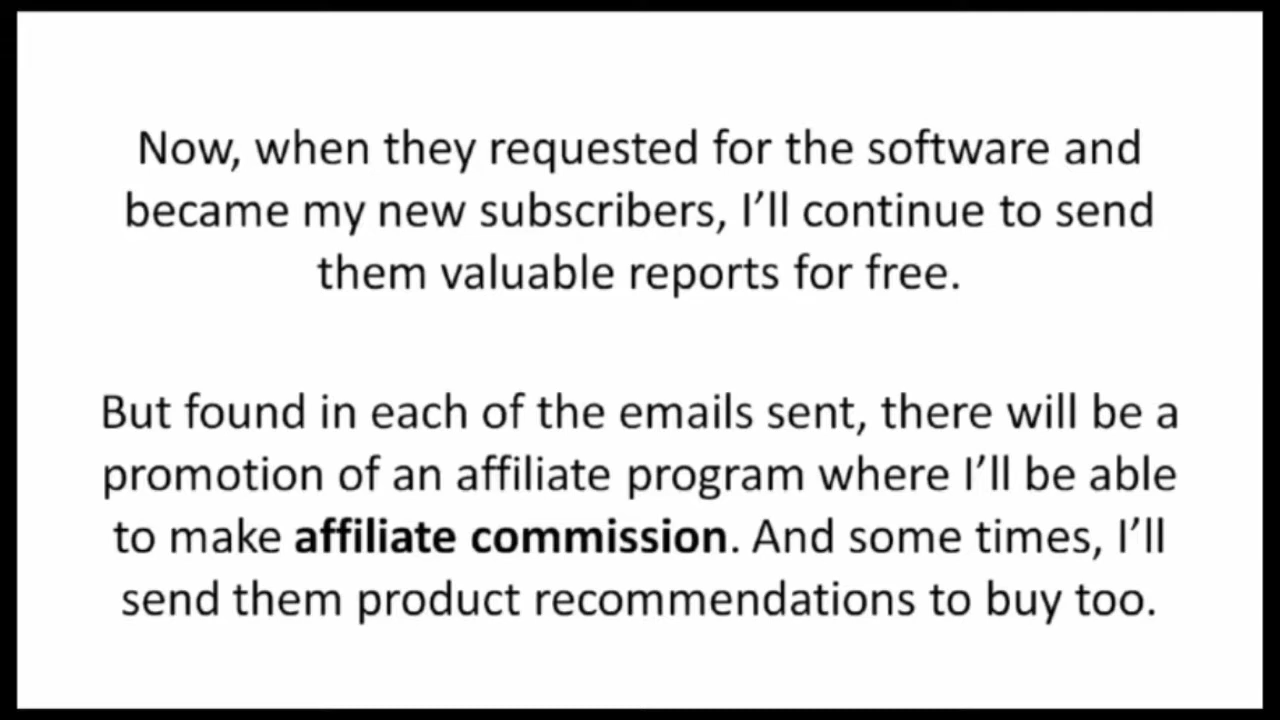 Now, when they requested for the software and
became my new subscribers, I’ll continue to send
them valuable reports for free.
But found in each of the emails sent, there will be a
promotion of an affiliate program where I’ll be able
to make affiliate commission. And some times, I’ll
send them product recommendations to buy too.